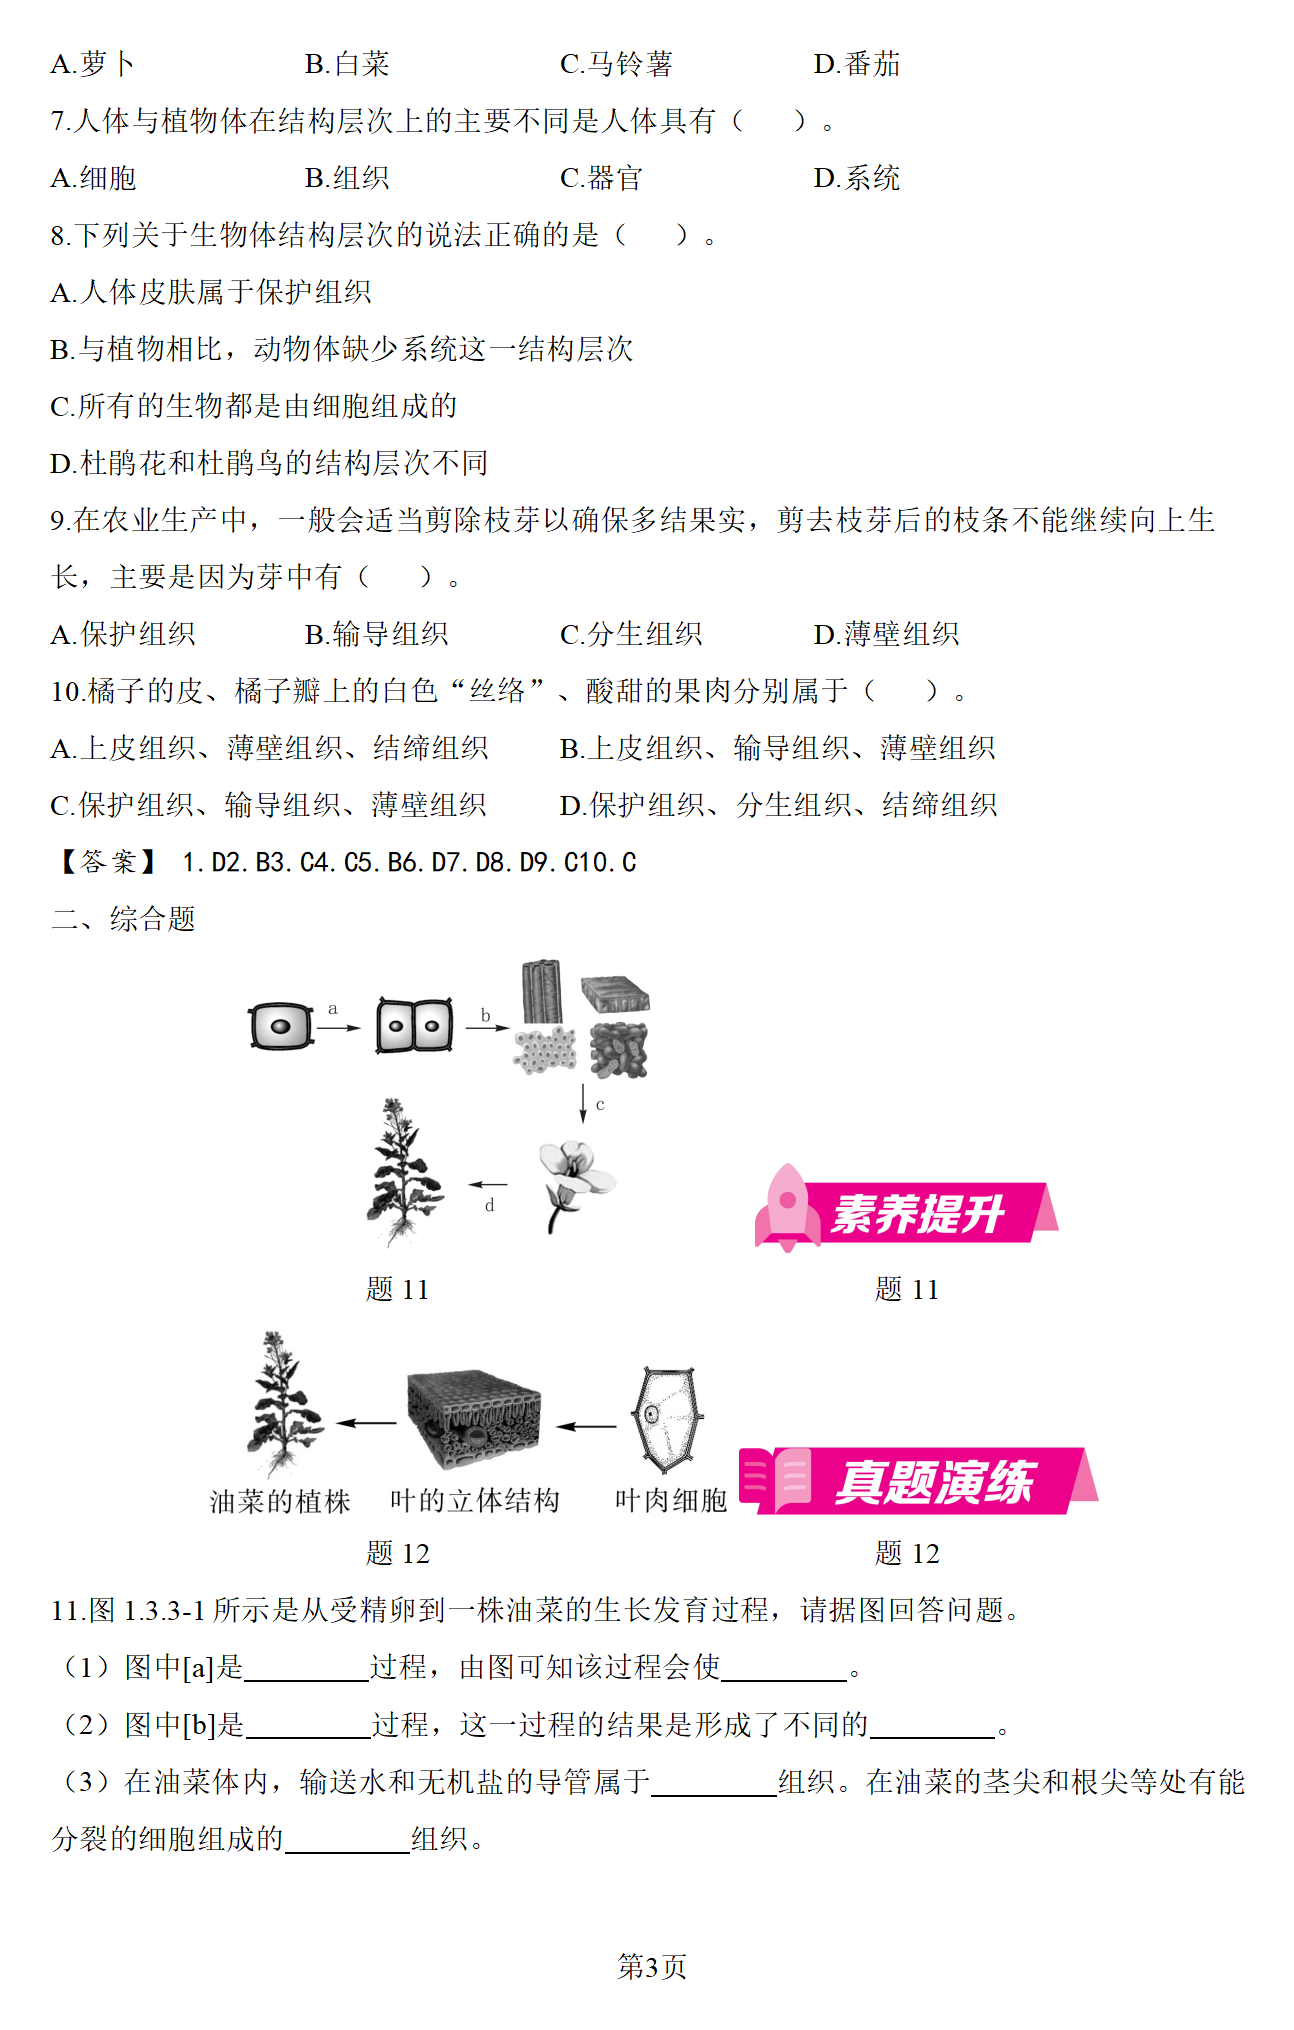 A.萝卜 B.白菜 C.马铃薯 D.番茄
7.人体与植物体在结构层次上的主要不同是人体具有（ ）。
A.细胞 B.组织 C.器官 D.系统
8.下列关于生物体结构层次的说法正确的是（ ）。
A.人体皮肤属于保护组织
B.与植物相比，动物体缺少系统这一结构层次
C.所有的生物都是由细胞组成的
D.杜鹃花和杜鹃鸟的结构层次不同
9.在农业生产中，一般会适当剪除枝芽以确保多结果实，剪去枝芽后的枝条不能继续向上生
长，主要是因为芽中有（ ）。
A.保护组织 B.输导组织 C.分生组织 D.薄壁组织
10.橘子的皮、橘子瓣上的白色“丝络”、酸甜的果肉分别属于（ ）。
A.上皮组织、薄壁组织、结缔组织 B.上皮组织、输导组织、薄壁组织
C.保护组织、输导组织、薄壁组织 D.保护组织、分生组织、结缔组织
【答案】 1.D2.B3.C4.C5.B6.D7.D8.D9.C10.C
二、综合题
a
b
c
d
素养提升
题 11 题 11
油菜的植株 叶的立体结构 叶肉细胞
真题演练
题 12 题 12
11.图 1.3.3-1 所示是从受精卵到一株油菜的生长发育过程，请据图回答问题。
（1）图中[a]是________过程，由图可知该过程会使________。
（2）图中[b]是________过程，这一过程的结果是形成了不同的________。
（3）在油菜体内，输送水和无机盐的导管属于________组织。在油菜的茎尖和根尖等处有能
分裂的细胞组成的________组织。
第3页